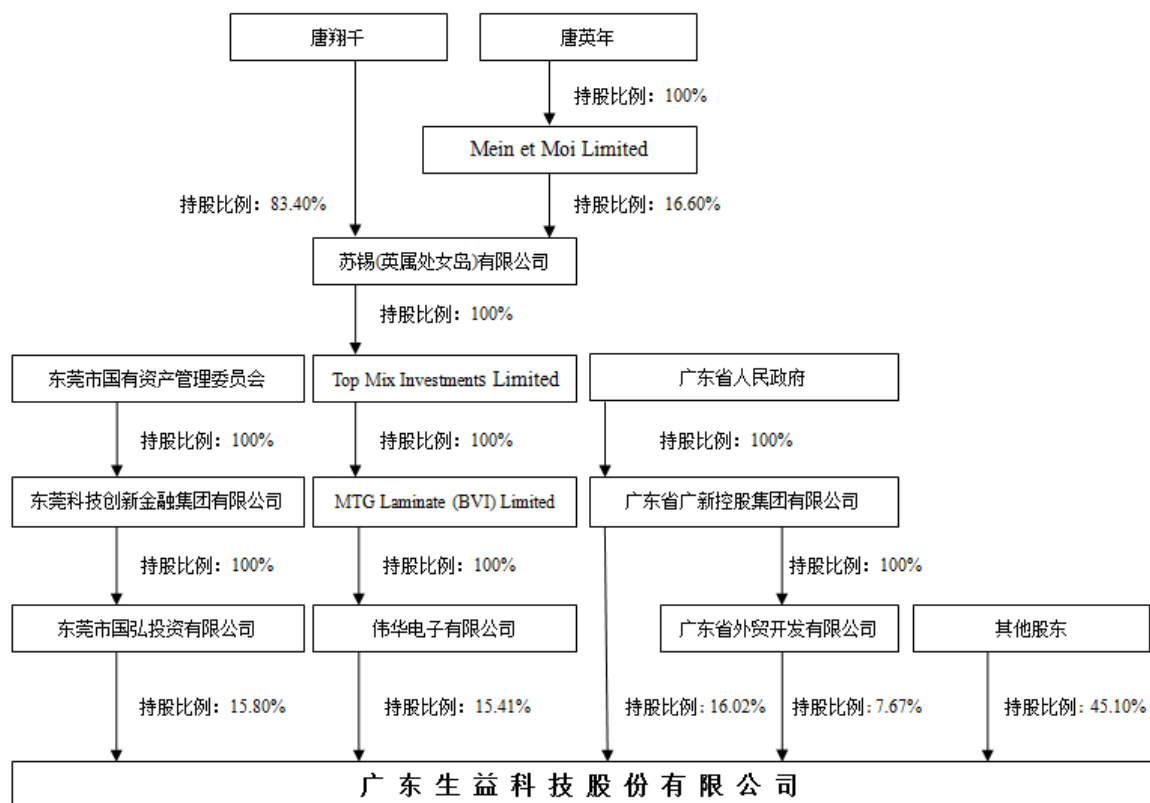 唐翔千
唐英年
持股比例：100%
Mein et Moi Limited
持股比例：83.40%
持股比例：16.60%
苏锡(英属处女岛)有限公司
持股比例：100%
东莞市国有资产管理委员会
Top Mix Investments Limited
广东省人民政府
持股比例：100%
持股比例：100%
持股比例：100%
东莞科技创新金融集团有限公司
MTG Laminate (BVI) Limited
广东省广新控股集团有限公司
持股比例：100%
持股比例：100%
持股比例：100%
东莞市国弘投资有限公司
伟华电子有限公司
广东省外贸开发有限公司
其他股东
持股比例：15.80%
持股比例：15.41%
持股比例：16.02%
持股比例：7.67%
持股比例：45.10%
广东生益科技股份有限公司